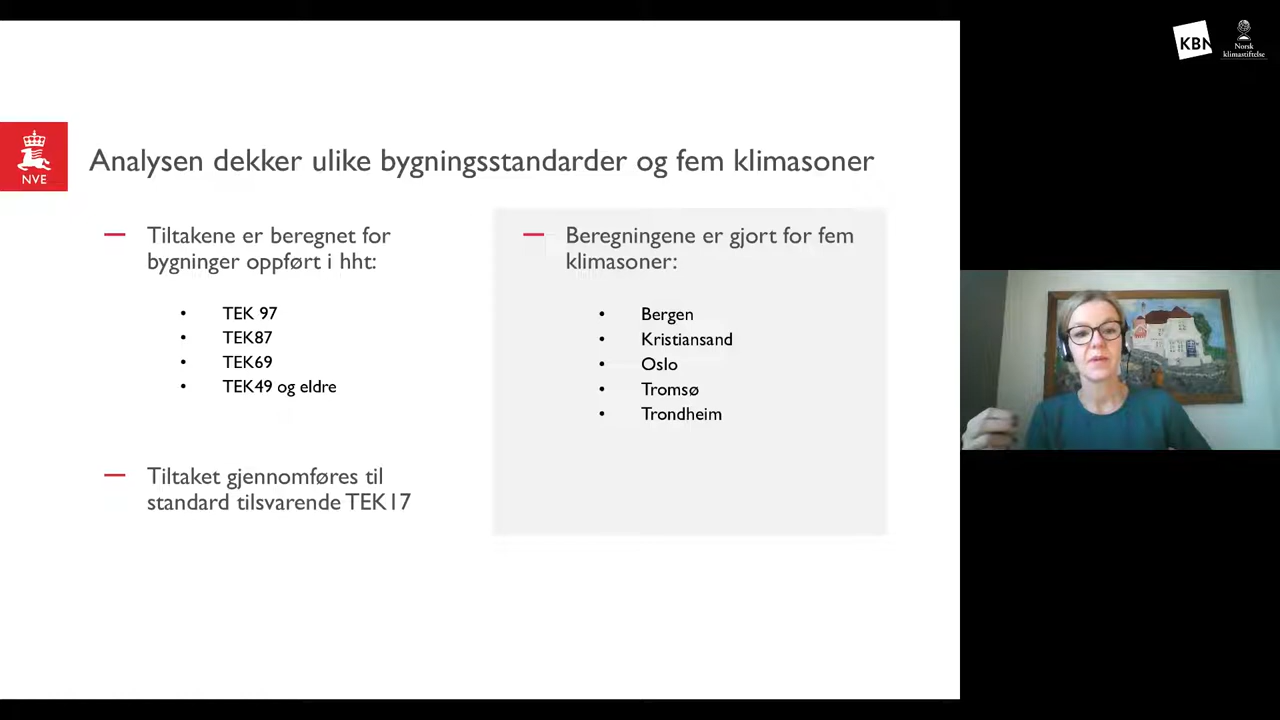 KBN
Norsk
klimastiftelse
NVE
Analysen dekker ulike bygningsstandarder og fem klimasoner
Tiltakene er beregnet for
bygninger oppført i hht:
• TEK 97
• TEK87
• TEK69
• TEK49 og eldre
Tiltaket gjennomføres til
standard tilsvarende TEK17
Beregningene er gjort for fem
klimasoner:
• Bergen
• Kristiansand
• Oslo
• Tromsø
• Trondheim